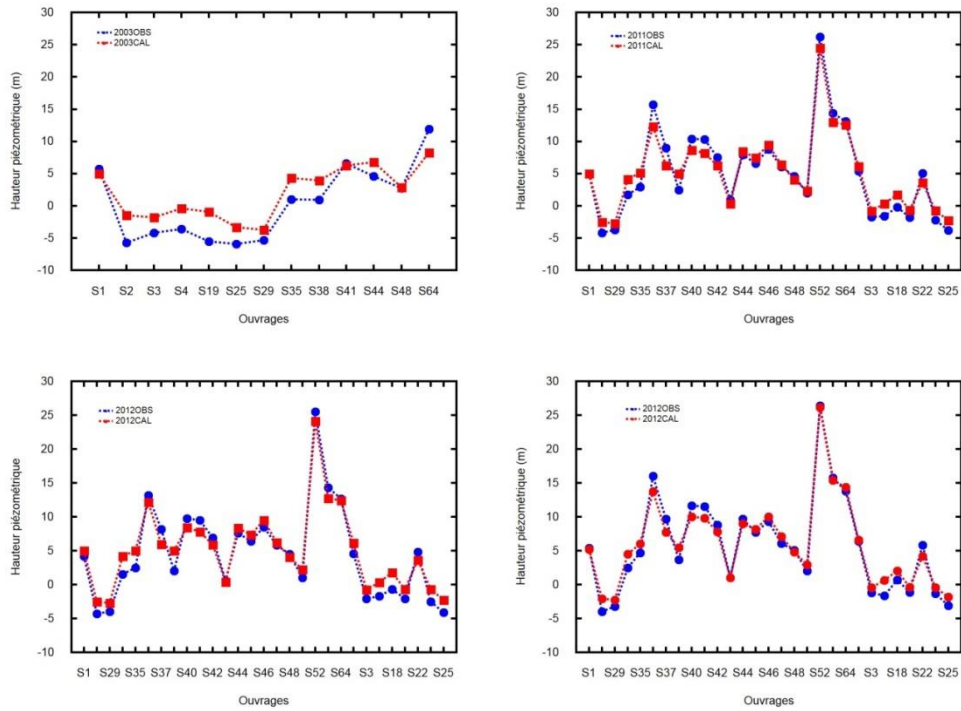 30
25
20
15
10
5
0
-5
-10
Hauteur piézométrique (m)
2003OBS
2003CAL
S1 S2 S3 S4 S19 S25 S29 S35 S38 S41 S44 S48 S64
Ouvrages
30
25
20
15
10
5
0
-5
-10
Hauteur piézométrique (m)
2011OBS
2011CAL
S1 S29 S35 S37 S40 S42 S44 S46 S48 S52 S64 S3 S18 S22 S25
Ouvrages
30
25
20
15
10
5
0
-5
-10
Hauteur piézométrique
2012OBS
2012CAL
S1 S29 S35 S37 S40 S42 S44 S46 S48 S52 S64 S3 S18 S22 S25
Ouvrages
30
25
20
15
10
5
0
-5
-10
Hauteur piézométrique (m)
2012OBS
2012CAL
S1 S29 S35 S37 S40 S42 S44 S46 S48 S52 S64 S3 S18 S22 S25
Ouvrages